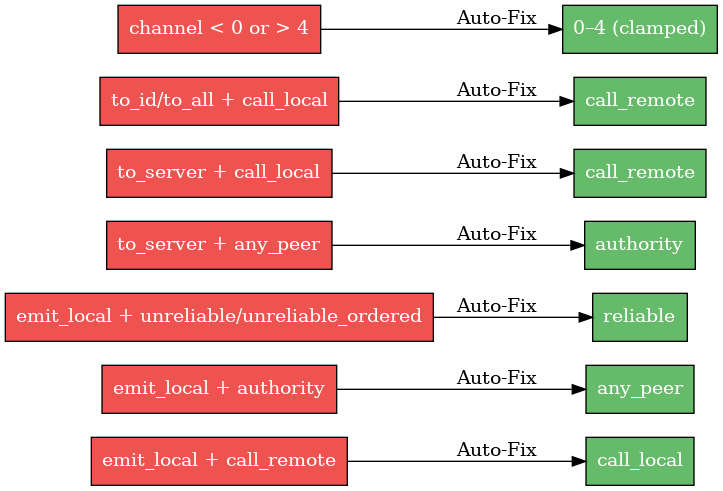 channel < 0 or > 4 Auto-Fix 0–4 (clamped)
to_id/to_all + call_local Auto-Fix call_remote
to_server + call_local Auto-Fix call_remote
to_server + any_peer Auto-Fix authority
emit_local + unreliable/unreliable_ordered Auto-Fix reliable
emit_local + authority Auto-Fix any_peer
emit_local + call_remote Auto-Fix call_local